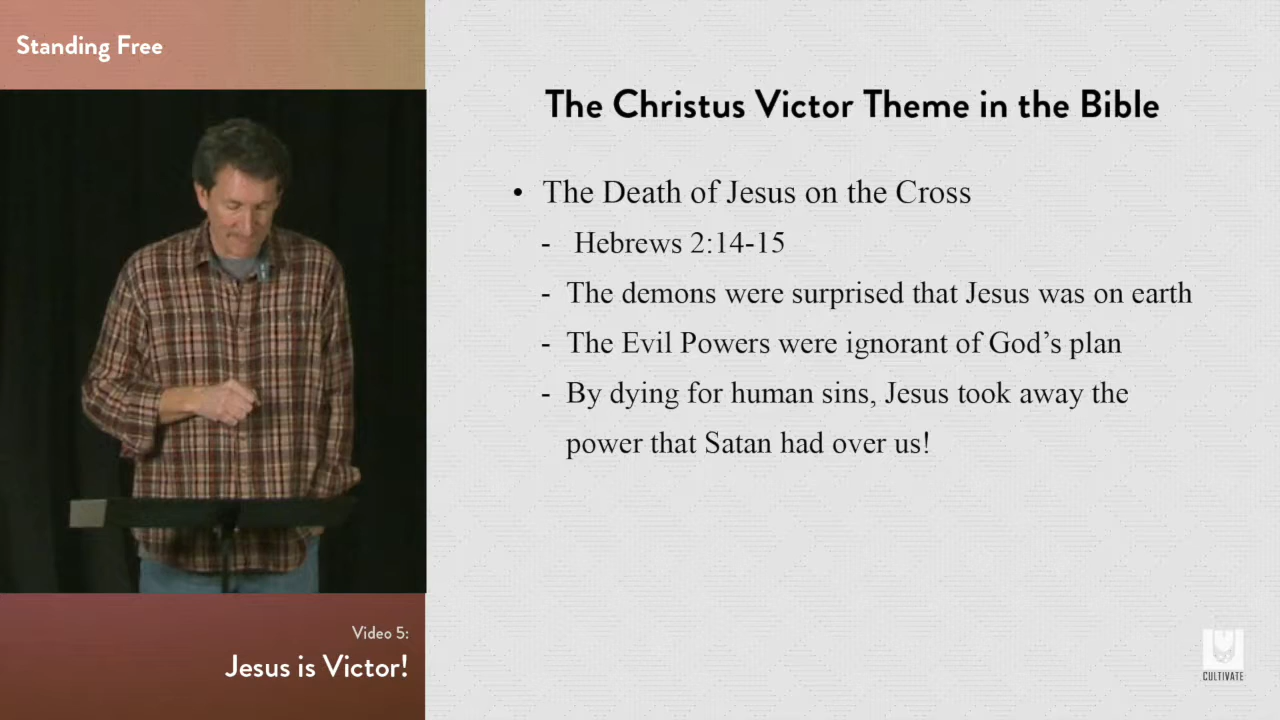 Standing Free
The Christus Victor Theme in the Bible
• The Death of Jesus on the Cross
- Hebrews 2:14-15
- The demons were surprised that Jesus was on earth
- The Evil Powers were ignorant of God’s plan
- By dying for human sins, Jesus took away the
power that Satan had over us!
Video 5:
Jesus is Victor!
CULTIVATE